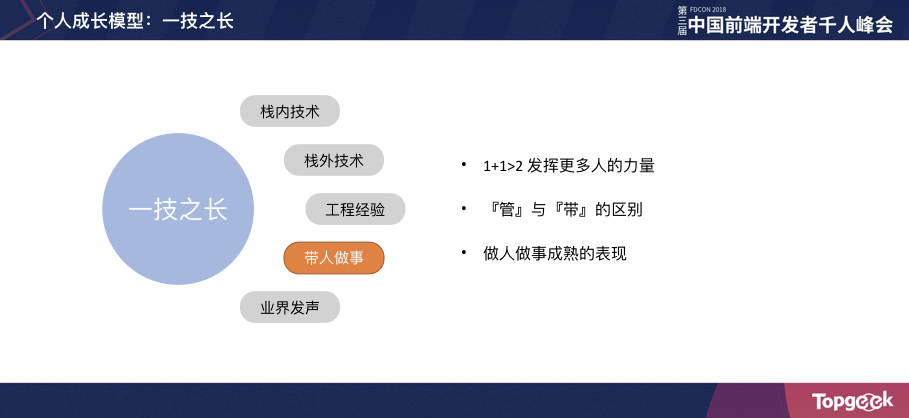 个人成长模型：一技之长
第三届
FDCON 2018
中国前端开发者千人峰会
栈内技术
栈外技术
一技之长
工程经验
带人做事
业界发声
• 1+1>2 发挥更多人的力量
• 『管』与『带』的区别
• 做人做事成熟的表现
Topgeek